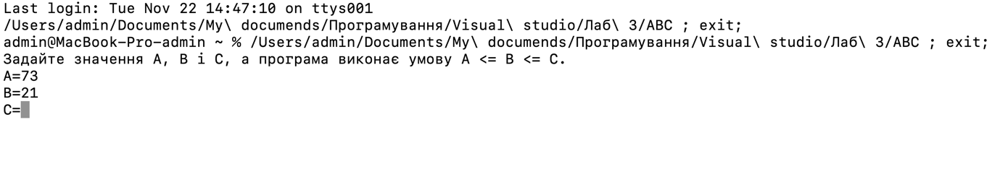 Last login: Tue Nov 22 14:47:10 on ttys001
/Users/admin/Documents/My\ documends/Програмування/Visual\ studio/Лаб\ 3/ABC ; exit;
admin@MacBook-Pro-admin ~ % /Users/admin/Documents/My\ documends/Програмування/Visual\ studio/Лаб\ 3/ABC ; exit;
Задайте значення А, В і С, а програма виконає умову А <= В <= С.
A=73
B=21
C=